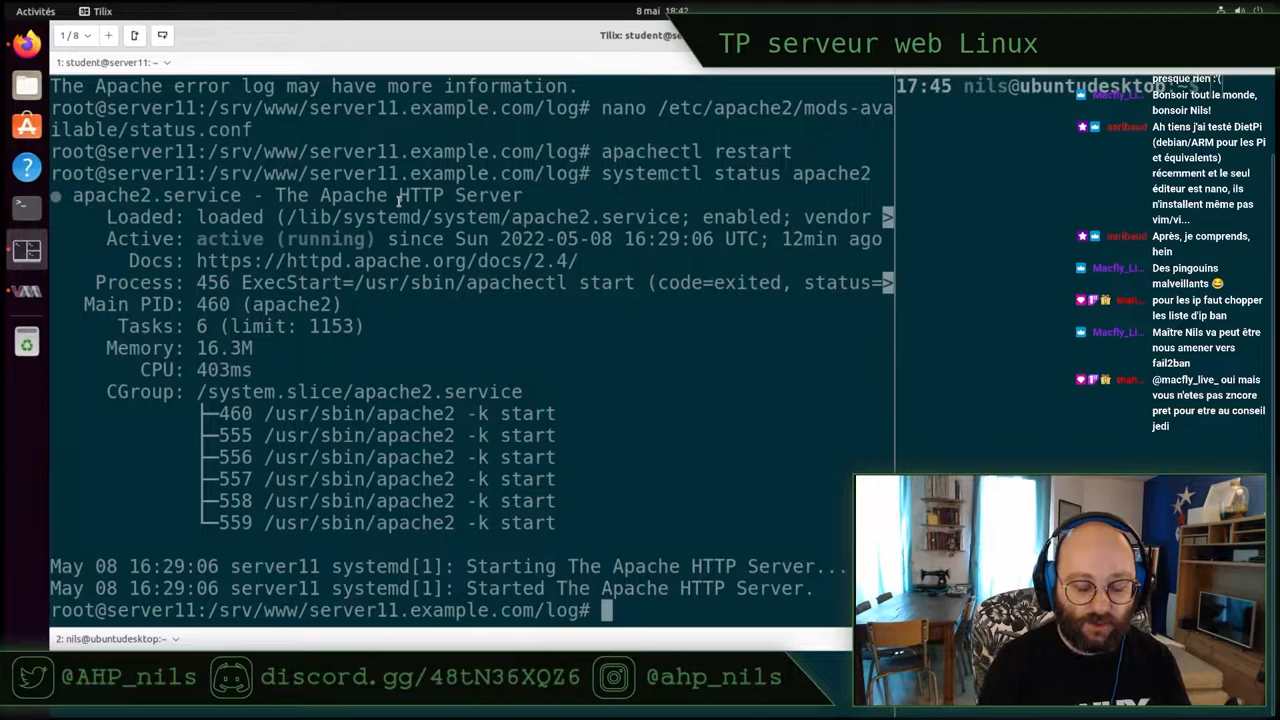 Activités
Tilix
8 mai 18:42
TP serveur web Linux
1/8
Tilix: student@se
1: student@server11: ~
The Apache error log may have more information.
root@server11:/srv/www/server11.example.com/log# nano /etc/apache2/mods-ava
ilable/status.conf
root@server11:/srv/www/server11.example.com/log# apachectl restart
root@server11:/srv/www/server11.example.com/log# systemctl status apache2
● apache2.service - The Apache HTTP Server
Loaded: loaded (/lib/systemd/system/apache2.service; enabled; vendor >
Active: active (running) since Sun 2022-05-08 16:29:06 UTC; 12min ago
Docs: https://httpd.apache.org/docs/2.4/
Process: 456 ExecStart=/usr/sbin/apachectl start (code=exited, status=>
Main PID: 460 (apache2)
Tasks: 6 (limit: 1153)
Memory: 16.3M
CPU: 403ms
CGroup: /system.slice/apache2.service
├─460 /usr/sbin/apache2 -k start
├─555 /usr/sbin/apache2 -k start
├─556 /usr/sbin/apache2 -k start
├─557 /usr/sbin/apache2 -k start
├─558 /usr/sbin/apache2 -k start
└─559 /usr/sbin/apache2 -k start
May 08 16:29:06 server11 systemd[1]: Starting The Apache HTTP Server...
May 08 16:29:06 server11 systemd[1]: Started The Apache HTTP Server.
root@server11:/srv/www/server11.example.com/log#
2: nils@ubuntudesktop:~
17:45 nils@ubuntudesktop:~$
presque rien :'(
Macfly_Li... Bonsoir tout le monde,
bonsoir Nils!
aaribaud Ah tiens j'ai testé DietPi
(debian/ARM pour les Pi
et équivalents)
récemment et le seul
éditeur est nano, ils
n'installent même pas
vim/vi...
aaribaud Après, je comprends,
hein
Macfly_Li... Des pingouins
malveillants 😂
pour les ip faut chopper
les liste d'ip ban
Macfly_Li... Maître Nils va peut être
nous amener vers
fail2ban
@macfly_live_ oui mais
vous n'etes pas zncore
pret pour etre au conseil
jedi
@AHP_nils
discord.gg/48tN36XQZ6
@ahp_nils